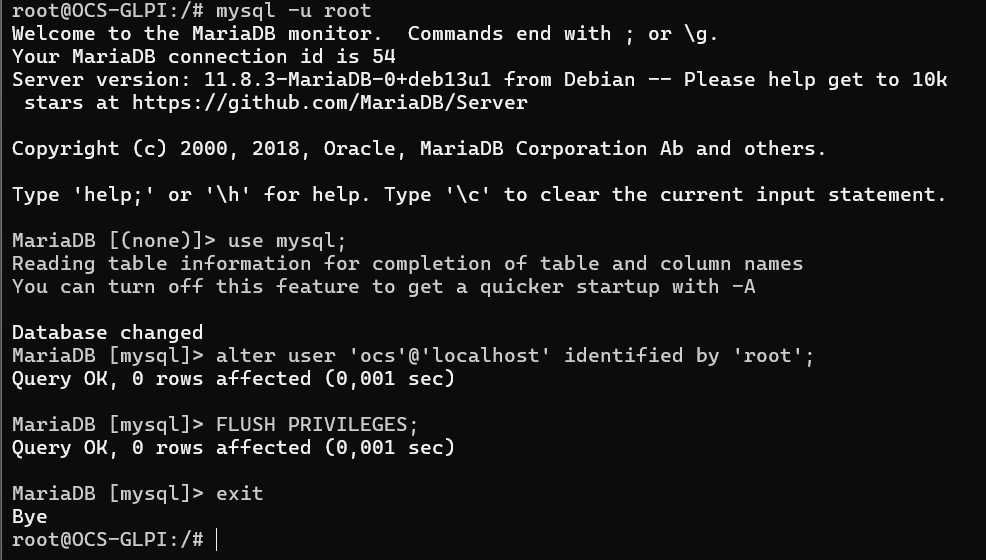 root@OCS-GLPI:/# mysql -u root
Welcome to the MariaDB monitor.  Commands end with ; or \g.
Your MariaDB connection id is 54
Server version: 11.8.3-MariaDB-0+deb13u1 from Debian -- Please help get to 10k
 stars at https://github.com/MariaDB/Server
Copyright (c) 2000, 2018, Oracle, MariaDB Corporation Ab and others.
Type 'help;' or '\h' for help. Type '\c' to clear the current input statement.
MariaDB [(none)]> use mysql;
Reading table information for completion of table and column names
You can turn off this feature to get a quicker startup with -A
Database changed
MariaDB [mysql]> alter user 'ocs'@'localhost' identified by 'root';
Query OK, 0 rows affected (0,001 sec)
MariaDB [mysql]> FLUSH PRIVILEGES;
Query OK, 0 rows affected (0,001 sec)
MariaDB [mysql]> exit
Bye
root@OCS-GLPI:/#